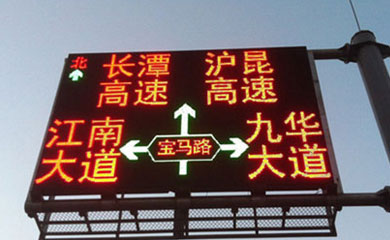 北
长潭 沪昆
高速 高速
江南 宝马路 九华
大道 大道